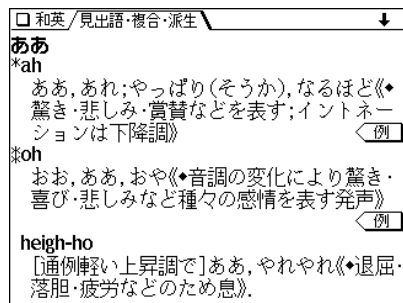 □和英/見出語・複合・派生 ↓
ああ
*ah
ああ,あれ;やっぱり(そうか),なるほど《◆
驚き・悲しみ・賞賛などを表す;イントネー
ションは下降調》
例
⁑oh
おお,ああ,おや《◆音調の変化により驚き・
喜び・悲しみなど種々の感情を表す発声》
例
heigh-ho
[通例軽い上昇調で]ああ,やれやれ《◆退屈・
落胆・疲労などのため息》.